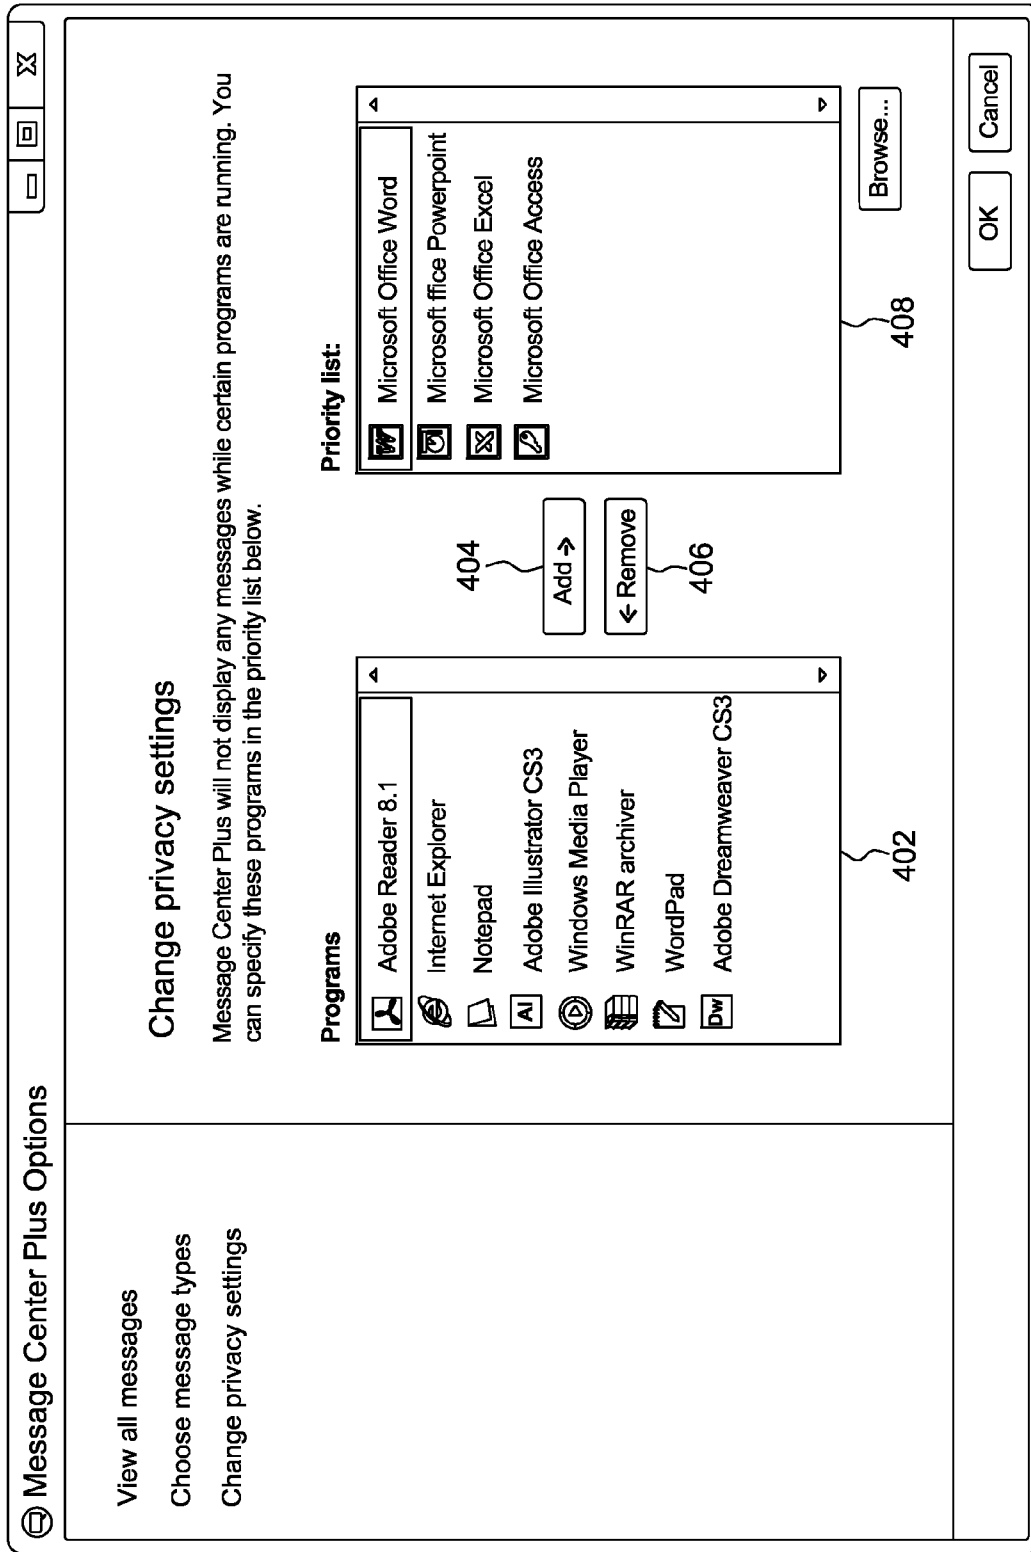 Message Center Plus Options
View all messages
Choose message types
Change privacy settings
Change privacy settings
Message Center Plus will not display any messages while certain programs are running. You
can specify these programs in the priority list below.
Programs
Adobe Reader 8.1
Internet Explorer
Notepad
AI Adobe Illustrator CS3
Windows Media Player
WinRAR archiver
WordPad
Dw Adobe Dreamweaver CS3
402
404
Add →
← Remove
406
Priority list:
W Microsoft Office Word
Microsoft ffice Powerpoint
X Microsoft Office Excel
Microsoft Office Access
408
Browse...
OK
Cancel